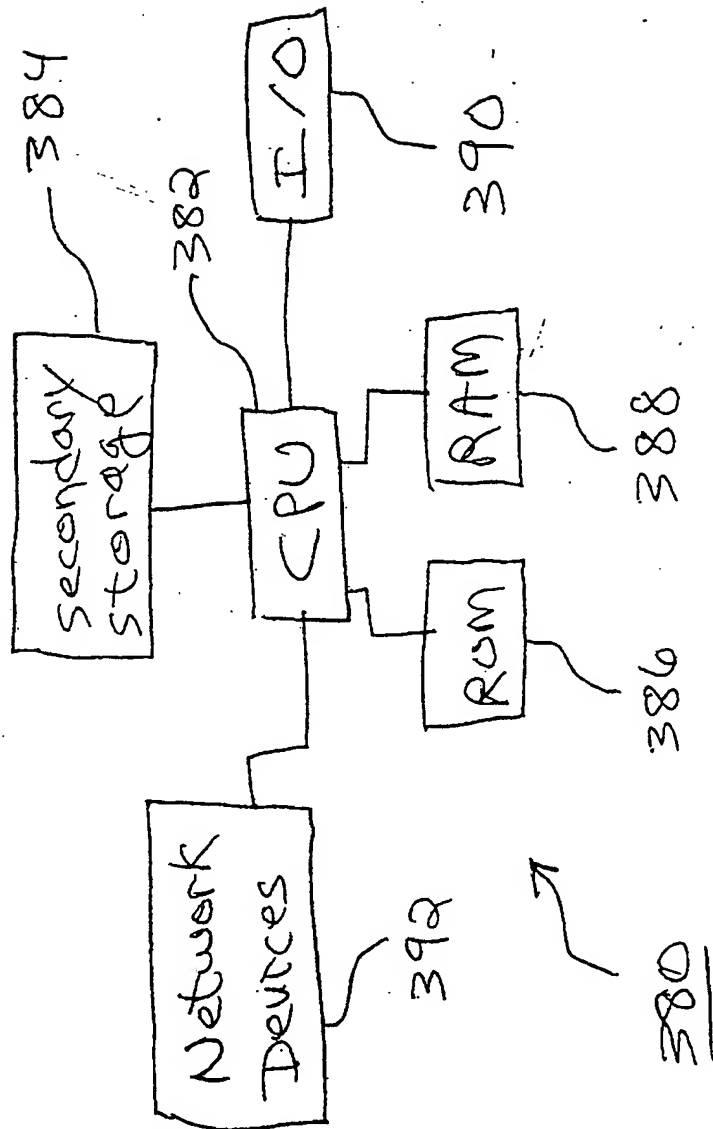 secondary
storage
384
382
Network
Devices
CPU
I/O
392
ROM
RAM
390
386
388
380